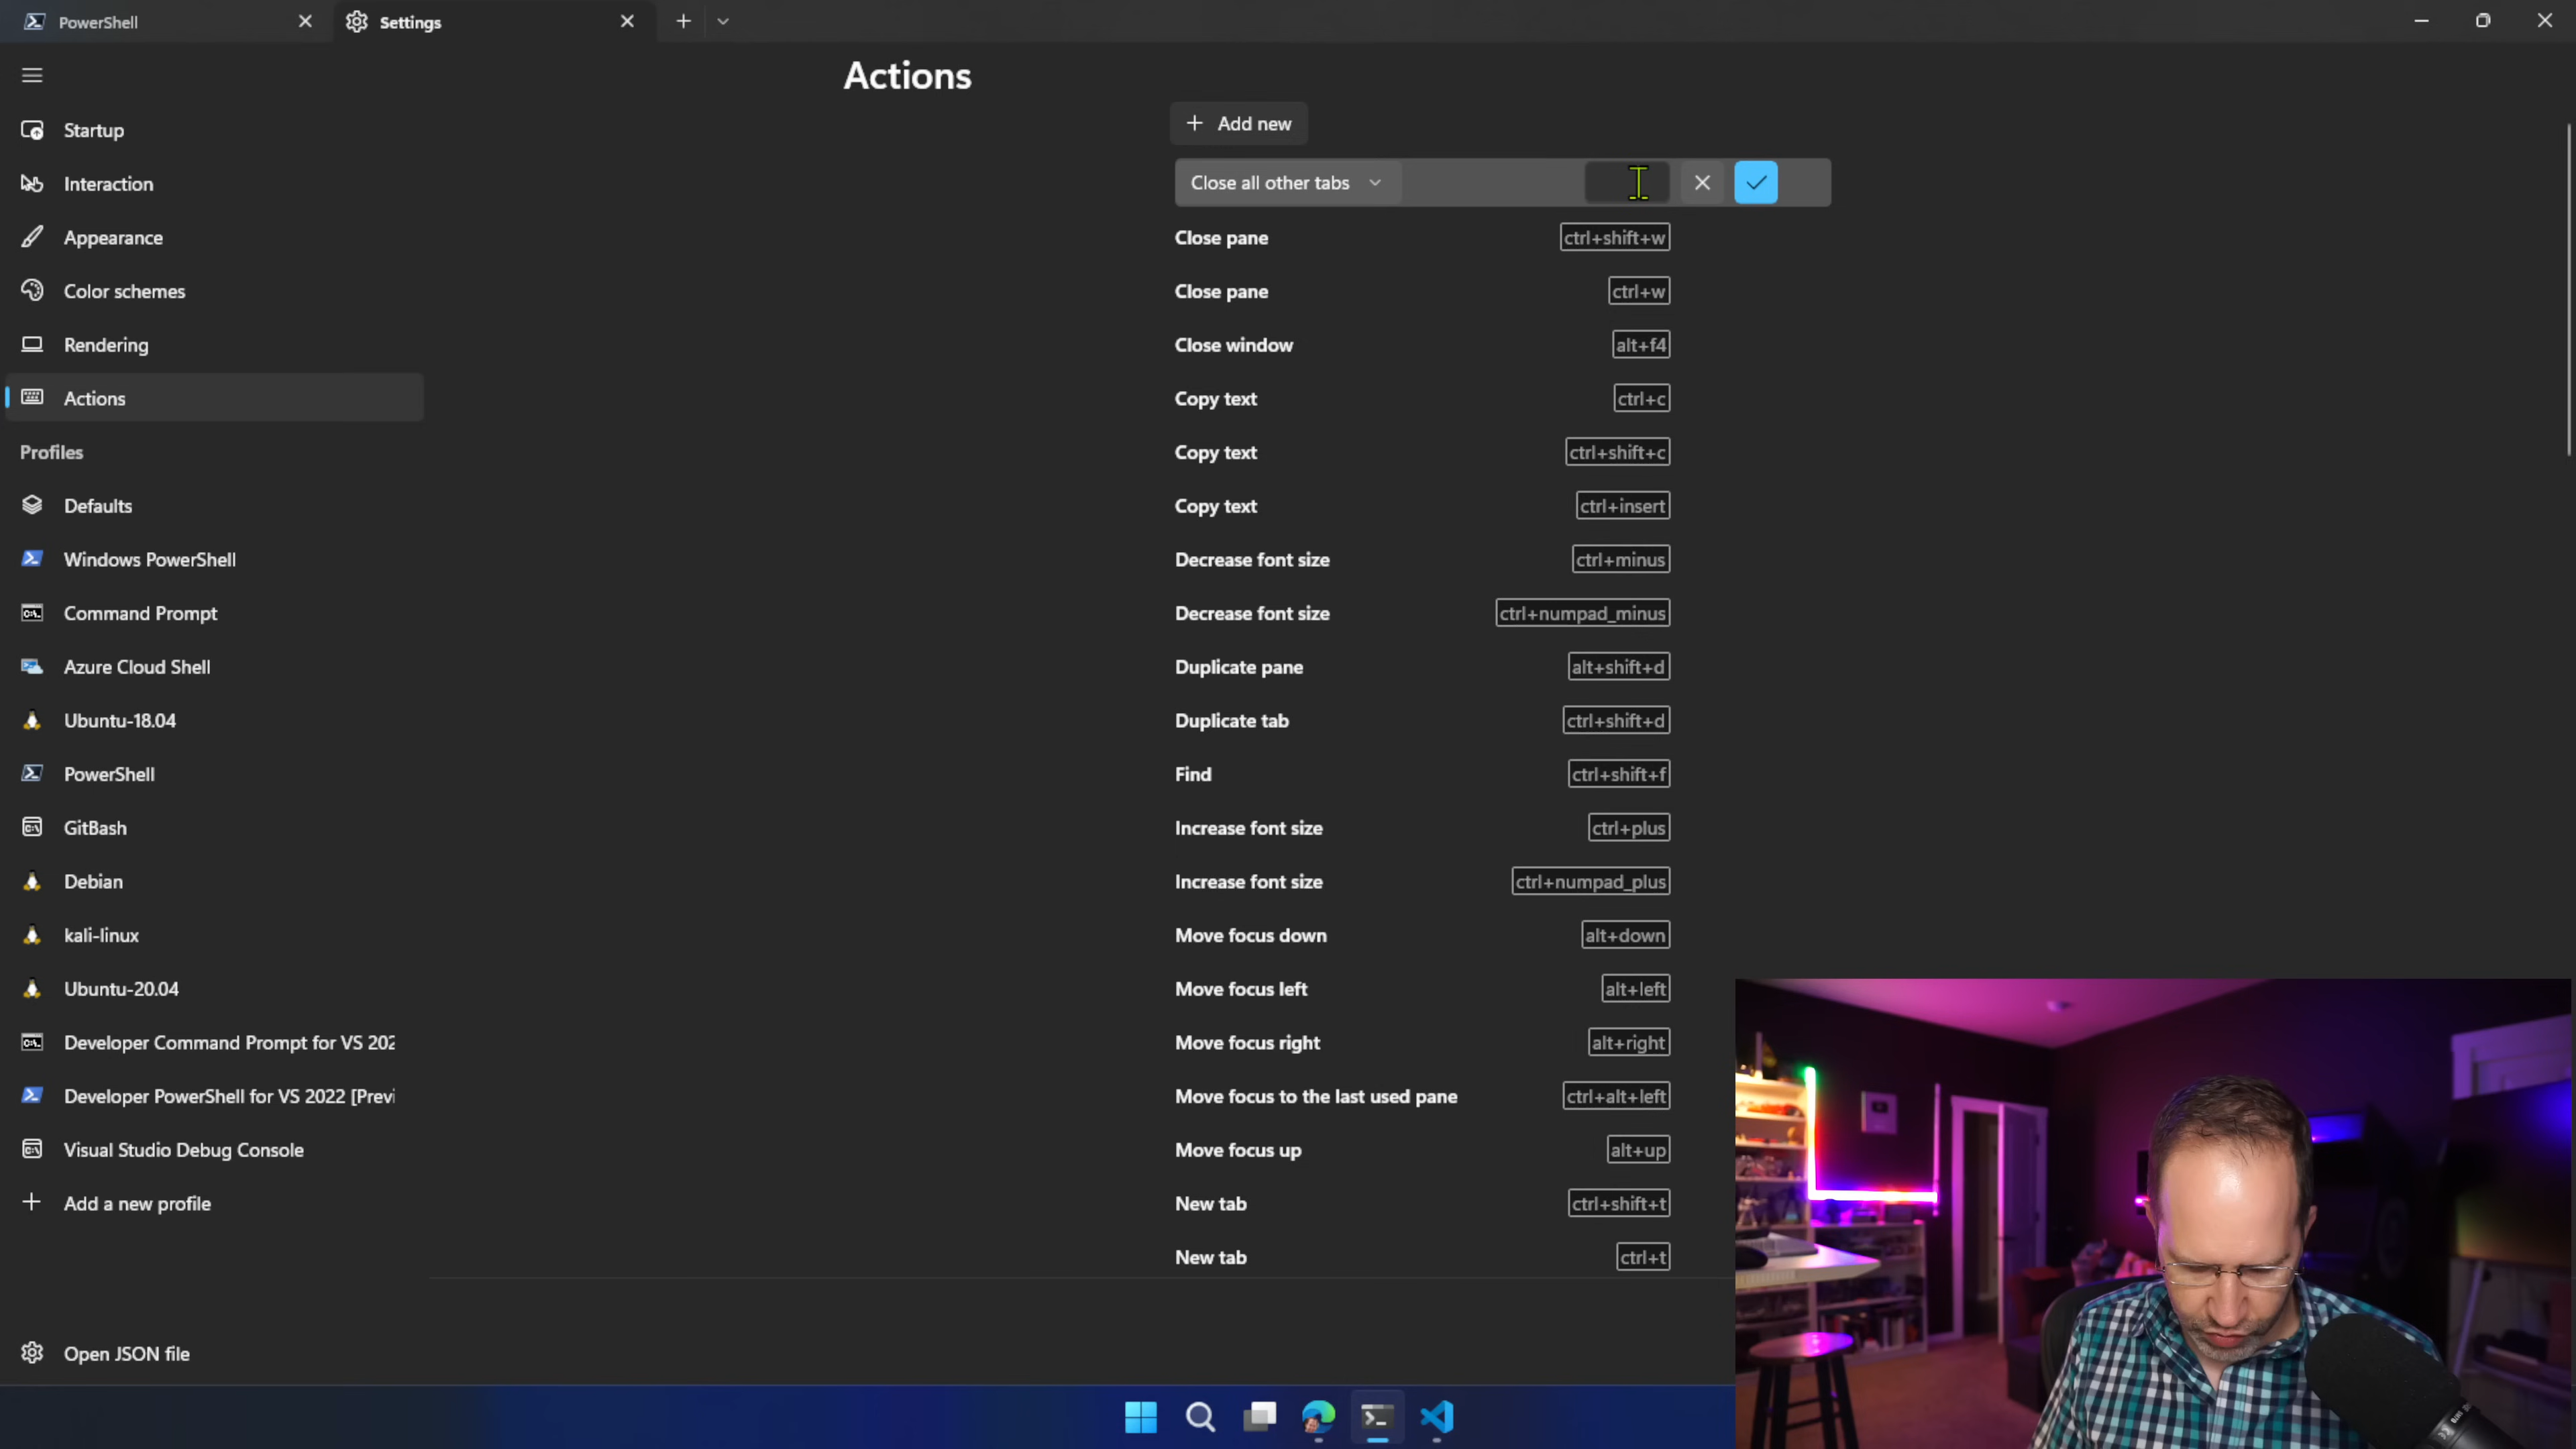 PowerShell
Settings
Actions
Startup
Interaction
Appearance
Color schemes
Rendering
Actions
Profiles
Defaults
Windows PowerShell
Command Prompt
Azure Cloud Shell
Ubuntu-18.04
PowerShell
GitBash
Debian
kali-linux
Ubuntu-20.04
Developer Command Prompt for VS 202
Developer PowerShell for VS 2022 [Previ
Visual Studio Debug Console
Add a new profile
Open JSON file
Add new
Close all other tabs
Close pane ctrl+shift+w
Close pane ctrl+w
Close window alt+f4
Copy text ctrl+c
Copy text ctrl+shift+c
Copy text ctrl+insert
Decrease font size ctrl+minus
Decrease font size ctrl+numpad_minus
Duplicate pane alt+shift+d
Duplicate tab ctrl+shift+d
Find ctrl+shift+f
Increase font size ctrl+plus
Increase font size ctrl+numpad_plus
Move focus down alt+down
Move focus left alt+left
Move focus right alt+right
Move focus to the last used pane ctrl+alt+left
Move focus up alt+up
New tab ctrl+shift+t
New tab ctrl+t